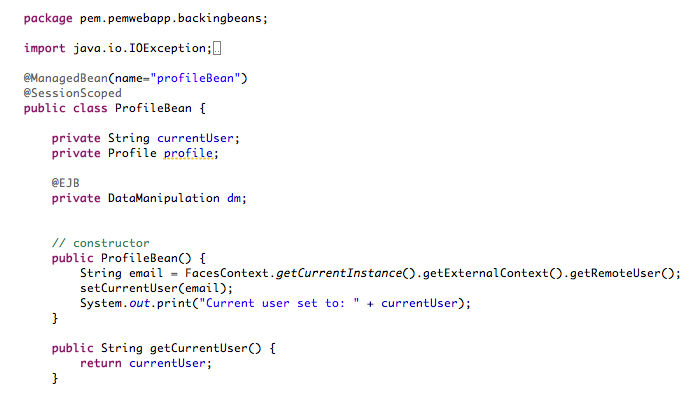 package pem.pemwebapp.backingbeans;
import java.io.IOException;
@ManagedBean(name="profileBean")
@SessionScoped
public class ProfileBean {
private String currentUser;
private Profile profile;
@EJB
private DataManipulation dm;
// constructor
public ProfileBean() {
String email = FacesContext.getCurrentInstance().getExternalContext().getRemoteUser();
setCurrentUser(email);
System.out.print("Current user set to: " + currentUser);
}
public String getCurrentUser() {
return currentUser;
}